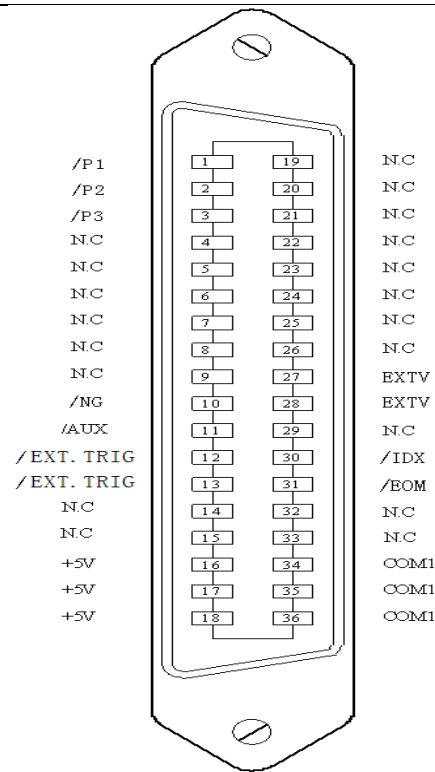 /P1 1 19 N.C
/P2 2 20 N.C
/P3 3 21 N.C
N.C 4 22 N.C
N.C 5 23 N.C
N.C 6 24 N.C
N.C 7 25 N.C
N.C 8 26 N.C
N.C 9 27 EXTV
/NG 10 28 EXTV
/AUX 11 29 N.C
/EXT. TRIG 12 30 /IDX
/EXT. TRIG 13 31 /EOM
N.C 14 32 N.C
N.C 15 33 N.C
+5V 16 34 COM1
+5V 17 35 COM1
+5V 18 36 COM1